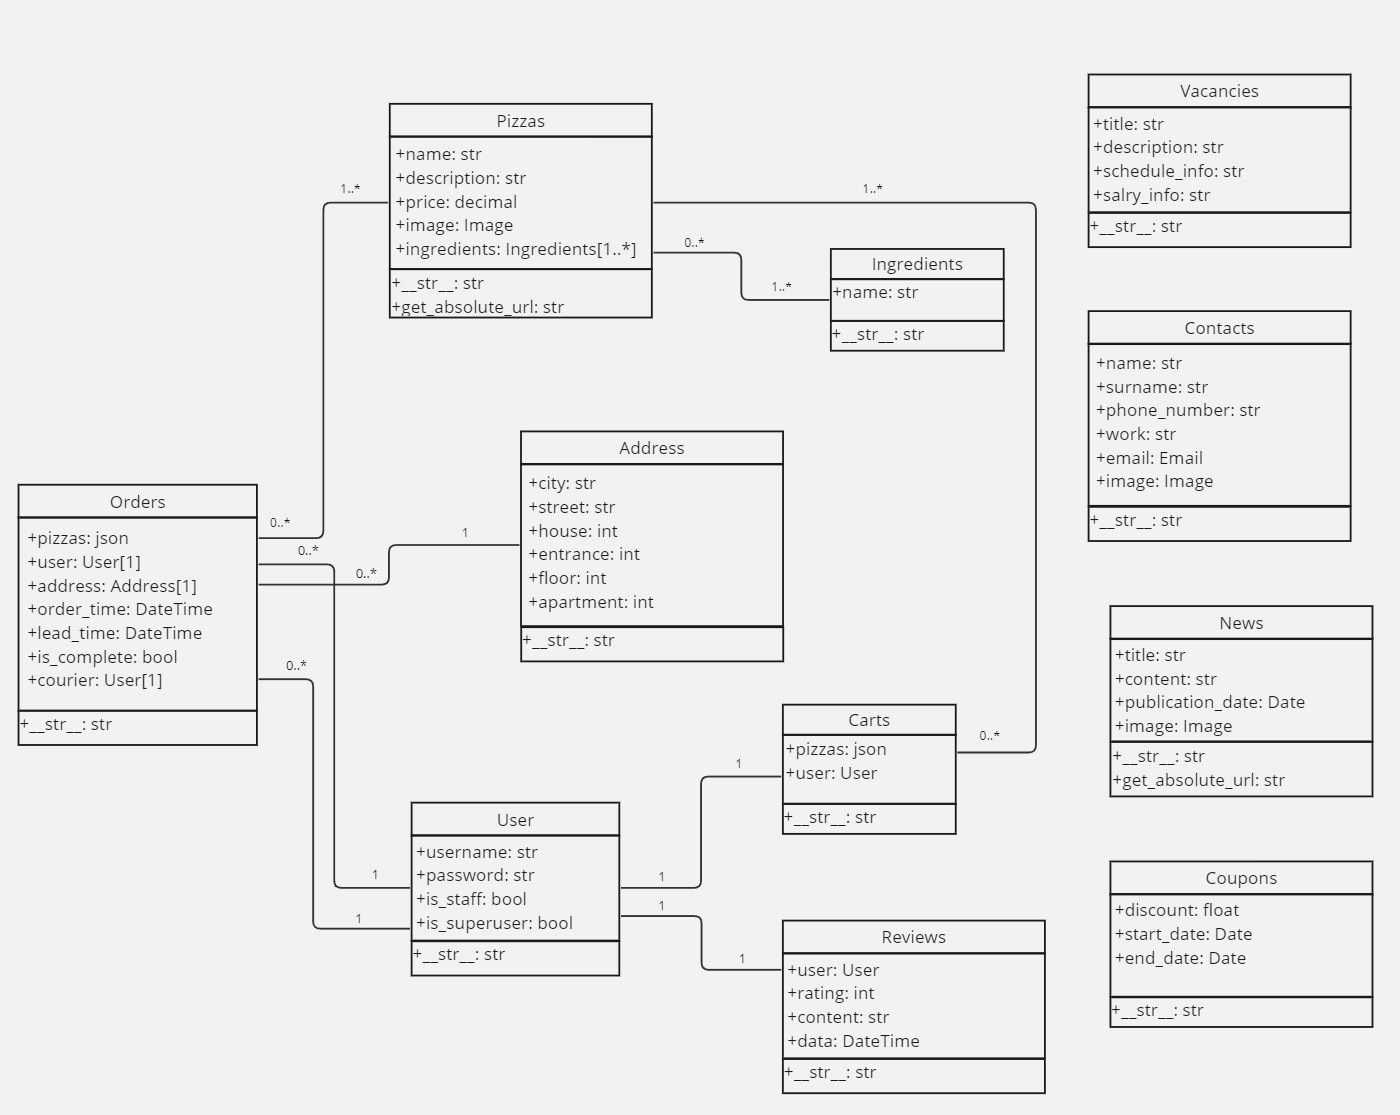 Pizzas
+name: str
+description: str
+price: decimal
+image: Image
+ingredients: Ingredients[1..*]
+__str__: str
+get_absolute_url: str
1..*
1..*
0..*
1..*
Ingredients
+name: str
+__str__: str
Vacancies
+title: str
+description: str
+schedule_info: str
+salry_info: str
+__str__: str
Contacts
+name: str
+surname: str
+phone_number: str
+work: str
+email: Email
+image: Image
+__str__: str
Address
+city: str
+street: str
+house: int
+entrance: int
+floor: int
+apartment: int
+__str__: str
Orders
+pizzas: json
+user: User[1]
+address: Address[1]
+order_time: DateTime
+lead_time: DateTime
+is_complete: bool
+courier: User[1]
+__str__: str
0..*
0..*
0..*
1
0..*
News
+title: str
+content: str
+publication_date: Date
+image: Image
+__str__: str
+get_absolute_url: str
Carts
+pizzas: json
+user: User
+__str__: str
0..*
1
User
+username: str
+password: str
+is_staff: bool
+is_superuser: bool
+__str__: str
1
1
1
1
1
Reviews
+user: User
+rating: int
+content: str
+data: DateTime
+__str__: str
Coupons
+discount: float
+start_date: Date
+end_date: Date
+__str__: str